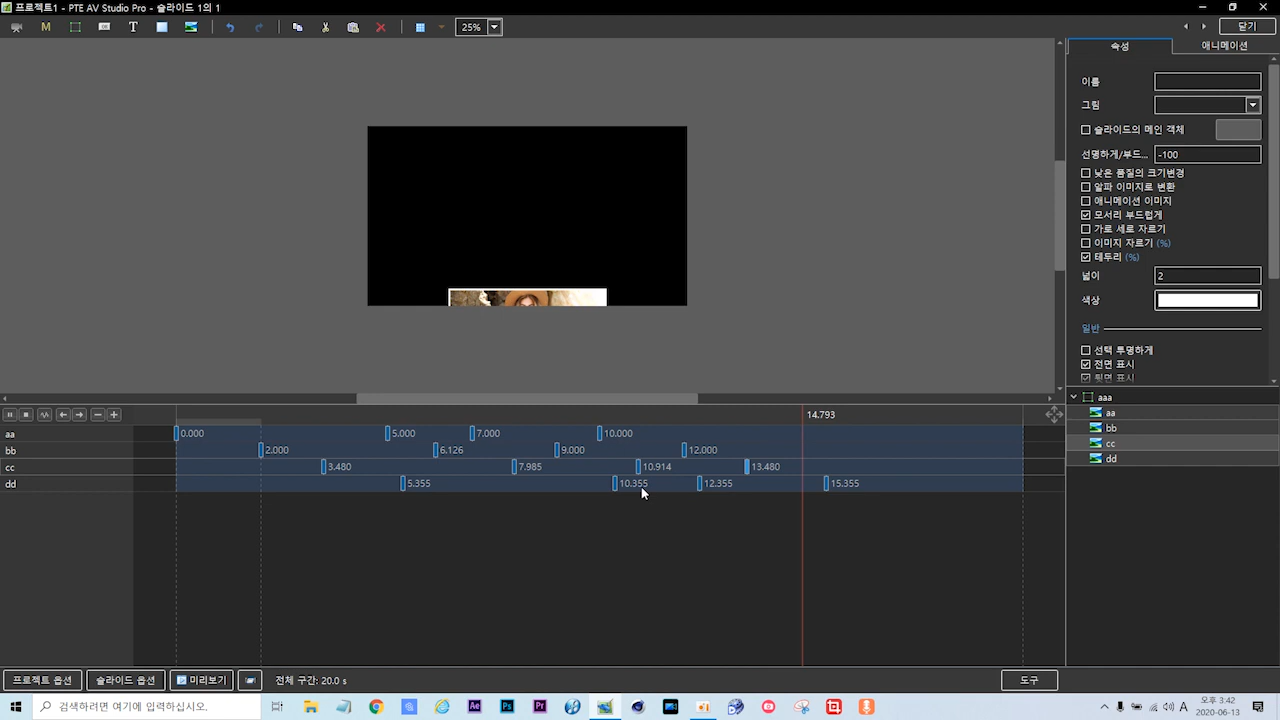 프로젝트1 - PTE AV Studio Pro - 슬라이드 1의 1
M OK T 25% 닫기
속성 애니메이션
이름
그림
슬라이드의 메인 객체
선명하게/부드... -100
낮은 품질의 크기변경
알파 이미지로 변환
애니메이션 이미지
모서리 부드럽게
가로 세로 자르기
이미지 자르기 (%)
테두리 (%)
넓이 2
색상
일반
선택 투명하게
전면 표시
뒷면 표시
14.793
aa 0.000 5.000 7.000 10.000
bb 2.000 6.126 9.000 12.000
cc 3.480 7.985 10.914 13.480
dd 5.355 10.355 12.355 15.355
aaa
aa
bb
cc
dd
프로젝트 옵션 슬라이드 옵션 미리보기 전체 구간: 20.0 s 도구
검색하려면 여기에 입력하십시오.
Ae Ps Pr
A 오후 3:42
2020-06-13